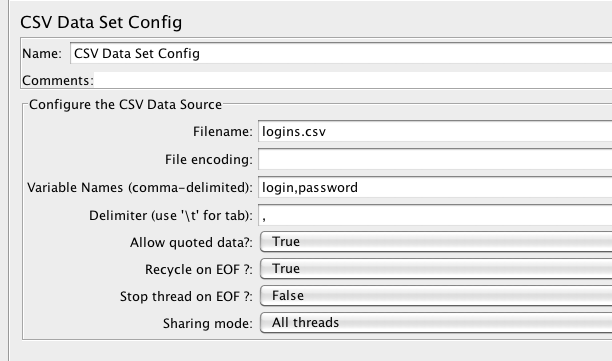 CSV Data Set Config
Name: CSV Data Set Config
Comments:
Configure the CSV Data Source
Filename: logins.csv
File encoding:
Variable Names (comma-delimited): login,password
Delimiter (use '\t' for tab): ,
Allow quoted data?: True
Recycle on EOF ?: True
Stop thread on EOF ?: False
Sharing mode: All threads